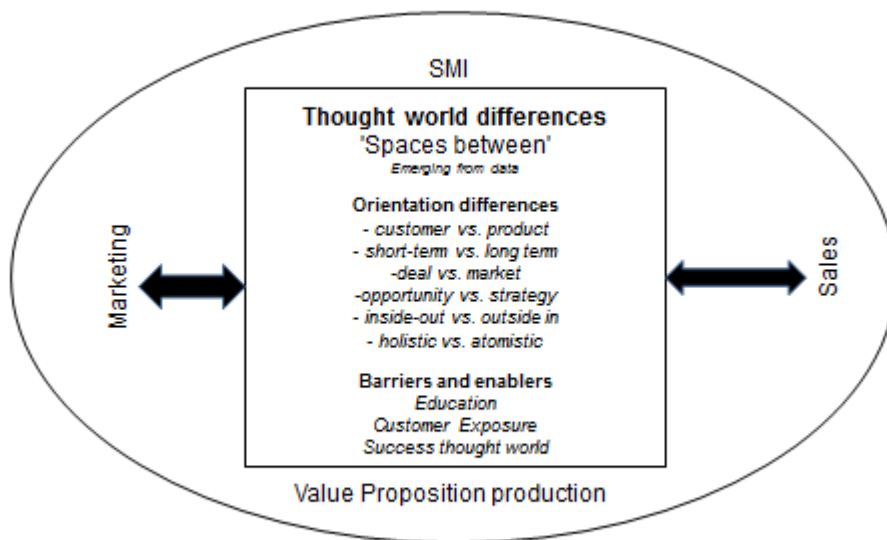 SMI
Thought world differences
'Spaces between'
Emerging from data
Orientation differences
- customer vs. product
- short-term vs. long term
-deal vs. market
-opportunity vs. strategy
- inside-out vs. outside in
- holistic vs. atomistic
Barriers and enablers
Education
Customer Exposure
Success thought world
Marketing
Sales
Value Proposition production